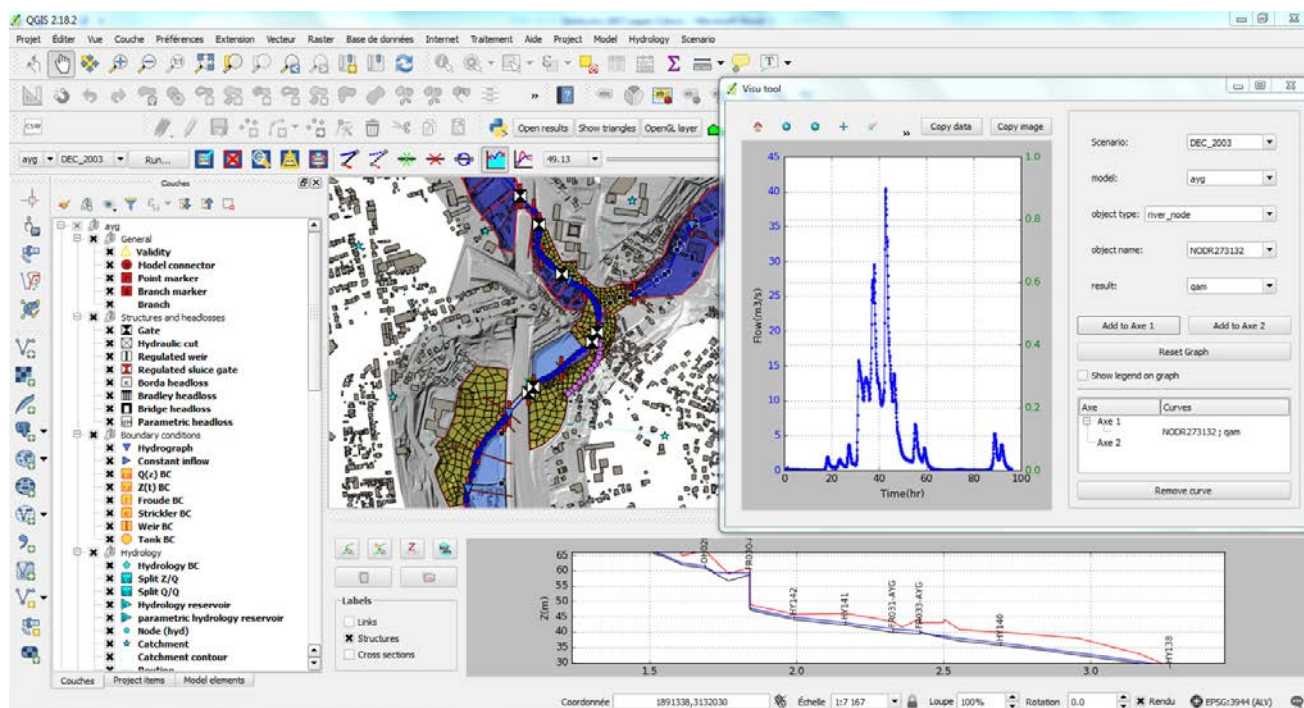 QGIS 2.18.2
Projet Éditer Vue Couche Préférences Extension Vecteur Raster Base de données Internet Traitement Aide Project Model Hydrology Scenario
CSW Open results Show triangles OpenGL layer
ayg DEC_2003 Run... 49.13
Couches
ayg
General
Validity
Model connector
Point marker
Branch marker
Branch
Structures and headlosses
Gate
Hydraulic cut
Regulated weir
Regulated sluice gate
Borda headloss
Bradley headloss
Bridge headloss
Parametric headloss
Boundary conditions
Hydrograph
Constant inflow
Q(z) BC
Z(t) BC
Froude BC
Strickler BC
Weir BC
Tank BC
Hydrology
Hydrology BC
Split Z/Q
Split Q/Q
Hydrology reservoir
parametric hydrology reservoir
Node (hyd)
Catchment
Catchment contour
Couches Project items Model elements
Visu tool
Copy data Copy image
45
40
35
30
25
20
15
10
5
0
Flow(m3/s)
1.0
0.8
0.6
0.4
0.2
0.0
0 20 40 60 80 100
Time(hr)
Scenario: DEC_2003
model: ayg
object type: river_node
object name: NODR273132
result: qam
Add to Axe 1 Add to Axe 2
Reset Graph
Show legend on graph
Axe Curves
Axe 1
NODR273132 ; qam
Axe 2
Remove curve
Labels
Links
Structures
Cross sections
65
60
55
50
45
40
35
30
Z(m)
HY142
HY141
FR031-AYG
FR033-AYG
HY140
HY138
1.5 2.0 2.5 3.0
Coordonnée 1891338,3132030 Échelle 1:7 167 Loupe 100% Rotation 0.0 Rendu EPSG:3944 (ALV)